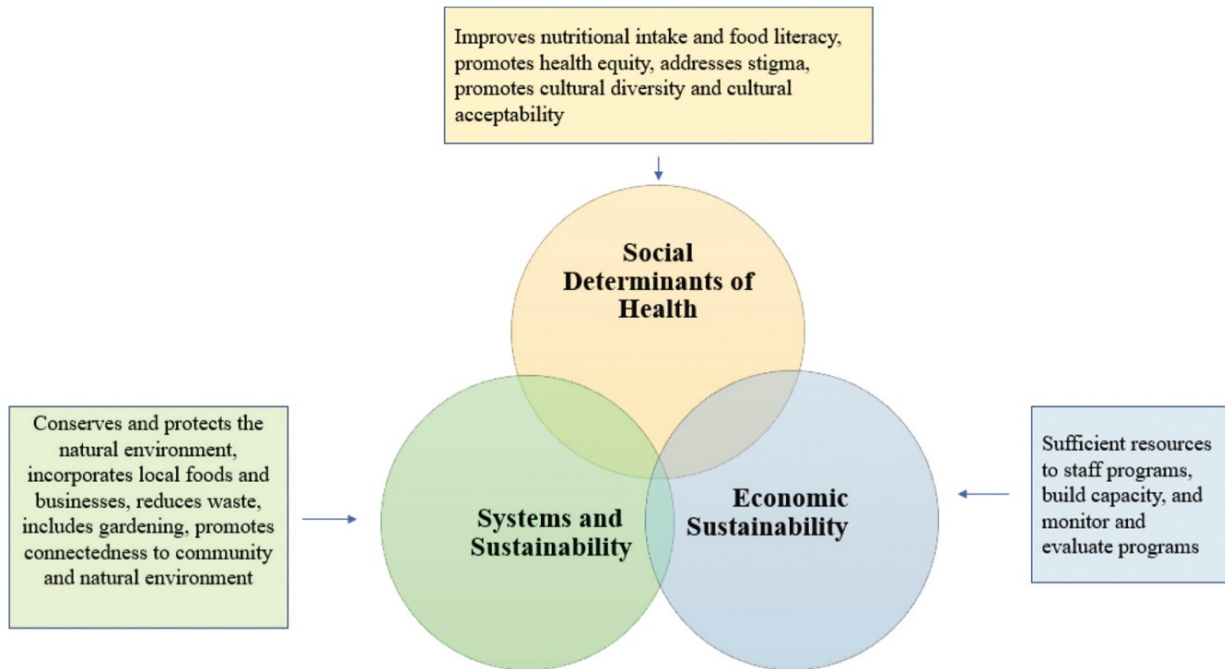 Improves nutritional intake and food literacy,
promotes health equity, addresses stigma,
promotes cultural diversity and cultural
acceptability
Social
Determinants of
Health
Conserves and protects the
natural environment,
incorporates local foods and
businesses, reduces waste,
includes gardening, promotes
connectedness to community
and natural environment
Systems and
Sustainability
Economic
Sustainability
Sufficient resources
to staff programs,
build capacity, and
monitor and
evaluate programs